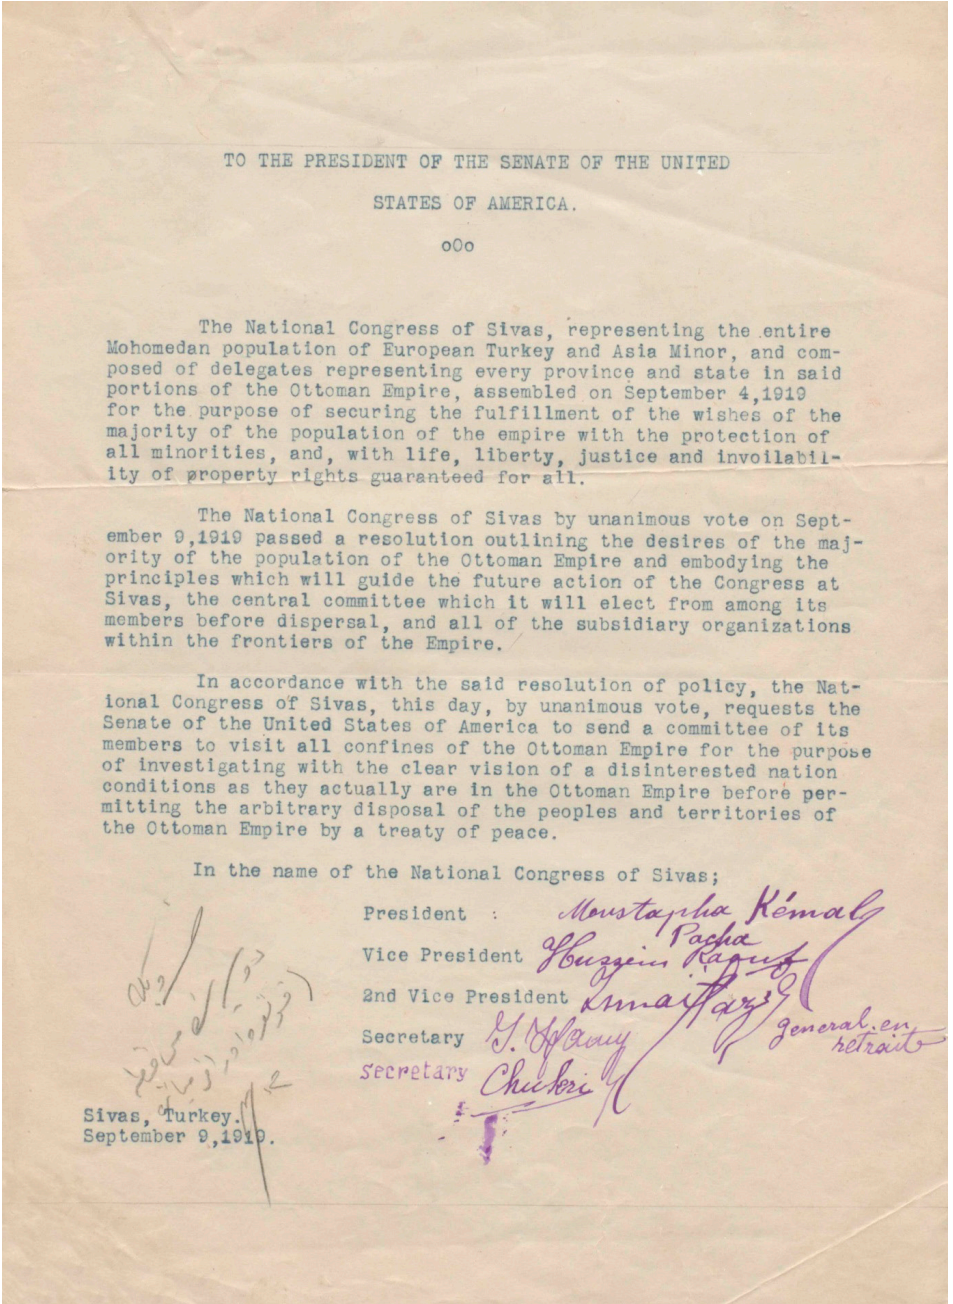 TO THE PRESIDENT OF THE SENATE OF THE UNITED
STATES OF AMERICA.
oOo
The National Congress of Sivas, representing the entire
Mohomedan population of European Turkey and Asia Minor, and com-
posed of delegates representing every province and state in said
portions of the Ottoman Empire, assembled on September 4,1919
for the purpose of securing the fulfillment of the wishes of the
majority of the population of the empire with the protection of
all minorities, and, with life, liberty, justice and invoilabil-
ity of property rights guaranteed for all.
The National Congress of Sivas by unanimous vote on Sept-
ember 9,1919 passed a resolution outlining the desires of the maj-
ority of the population of the Ottoman Empire and embodying the
principles which will guide the future action of the Congress at
Sivas, the central committee which it will elect from among its
members before dispersal, and all of the subsidiary organizations
within the frontiers of the Empire.
In accordance with the said resolution of policy, the Nat-
ional Congress of Sivas, this day, by unanimous vote, requests the
Senate of the United States of America to send a committee of its
members to visit all confines of the Ottoman Empire for the purpose
of investigating with the clear vision of a disinterested nation
conditions as they actually are in the Ottoman Empire before per-
mitting the arbitrary disposal of the peoples and territories of
the Ottoman Empire by a treaty of peace.
In the name of the National Congress of Sivas;
President : Moustapha Kémal
Pacha
Vice President Hussein Raouf
2nd Vice President Ismail Fazil
général en
retraite
Secretary
Secretary Chukri
Sivas, Turkey.
September 9,1919.